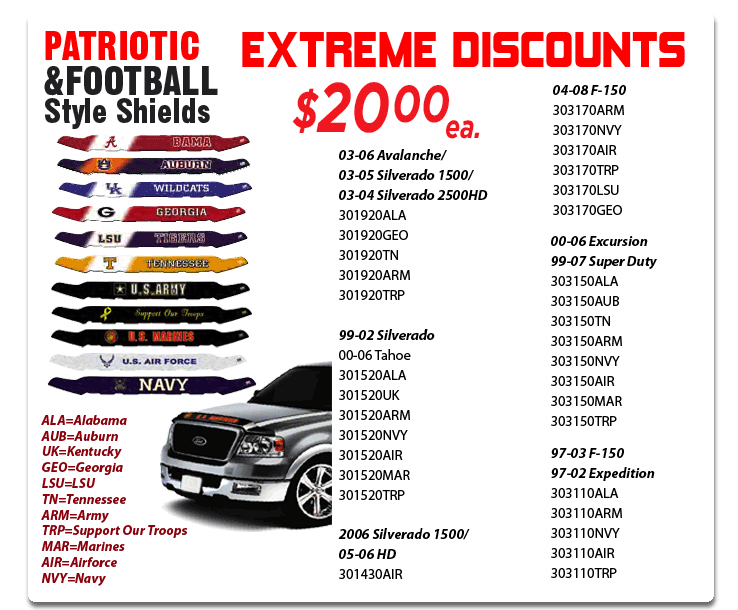 PATRIOTIC
&FOOTBALL
Style Shields
EXTREME DISCOUNTS
$20.00 ea.
A BAMA
AU AUBURN
UK WILDCATS
G GEORGIA
LSU TIGERS
T TENNESSEE
U.S.ARMY
Support Our Troops
U.S. MARINES
U.S. AIR FORCE
NAVY
U.S. MARINES
Ford
ALA=Alabama
AUB=Auburn
UK=Kentucky
GEO=Georgia
LSU=LSU
TN=Tennessee
ARM=Army
TRP=Support Our Troops
MAR=Marines
AIR=Airforce
NVY=Navy
03-06 Avalanche/
03-05 Silverado 1500/
03-04 Silverado 2500HD
301920ALA
301920GEO
301920TN
301920ARM
301920TRP
99-02 Silverado
00-06 Tahoe
301520ALA
301520UK
301520ARM
301520NVY
301520AIR
301520MAR
301520TRP
2006 Silverado 1500/
05-06 HD
301430AIR
04-08 F-150
303170ARM
303170NVY
303170AIR
303170TRP
303170LSU
303170GEO
00-06 Excursion
99-07 Super Duty
303150ALA
303150AUB
303150TN
303150ARM
303150NVY
303150AIR
303150MAR
303150TRP
97-03 F-150
97-02 Expedition
303110ALA
303110ARM
303110NVY
303110AIR
303110TRP